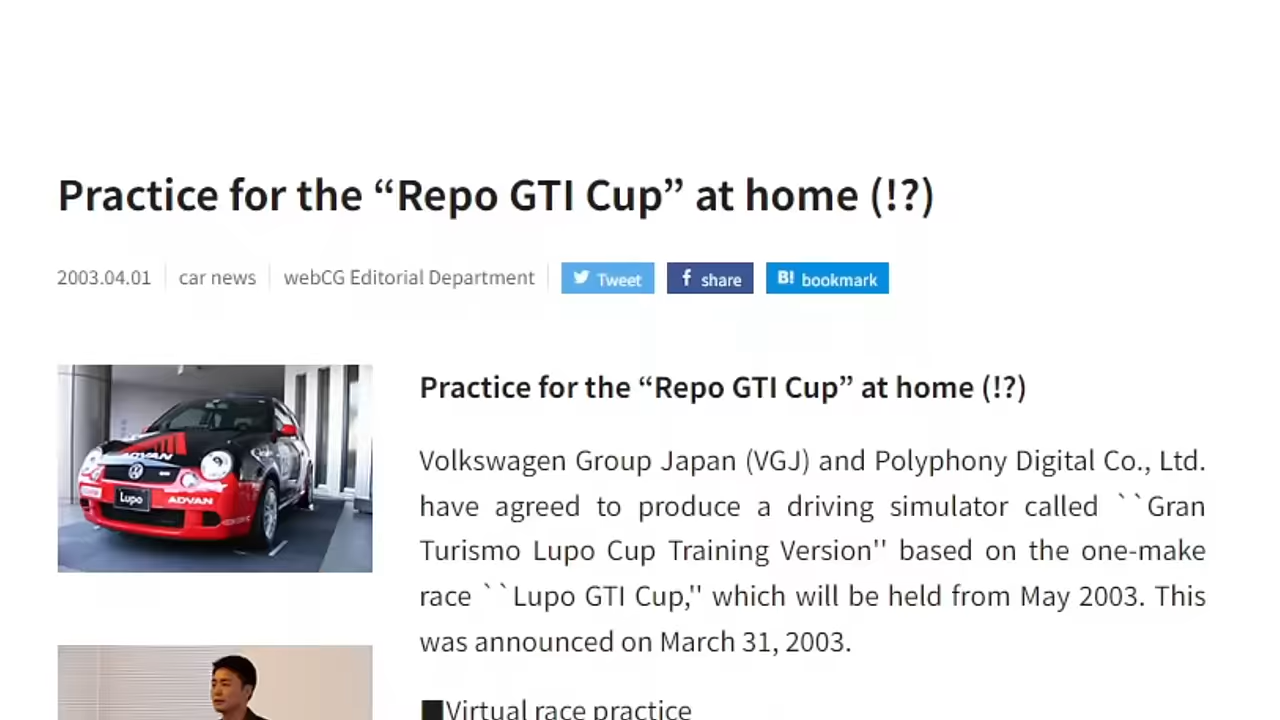 Practice for the “Repo GTI Cup” at home (!?)
2003.04.01 car news webCG Editorial Department Tweet share B! bookmark
Practice for the “Repo GTI Cup” at home (!?)
Volkswagen Group Japan (VGJ) and Polyphony Digital Co., Ltd.
have agreed to produce a driving simulator called ``Gran
Turismo Lupo Cup Training Version'' based on the one-make
race ``Lupo GTI Cup,'' which will be held from May 2003. This
was announced on March 31, 2003.
■Virtual race practice
ADVAN
Lupo
ADVAN